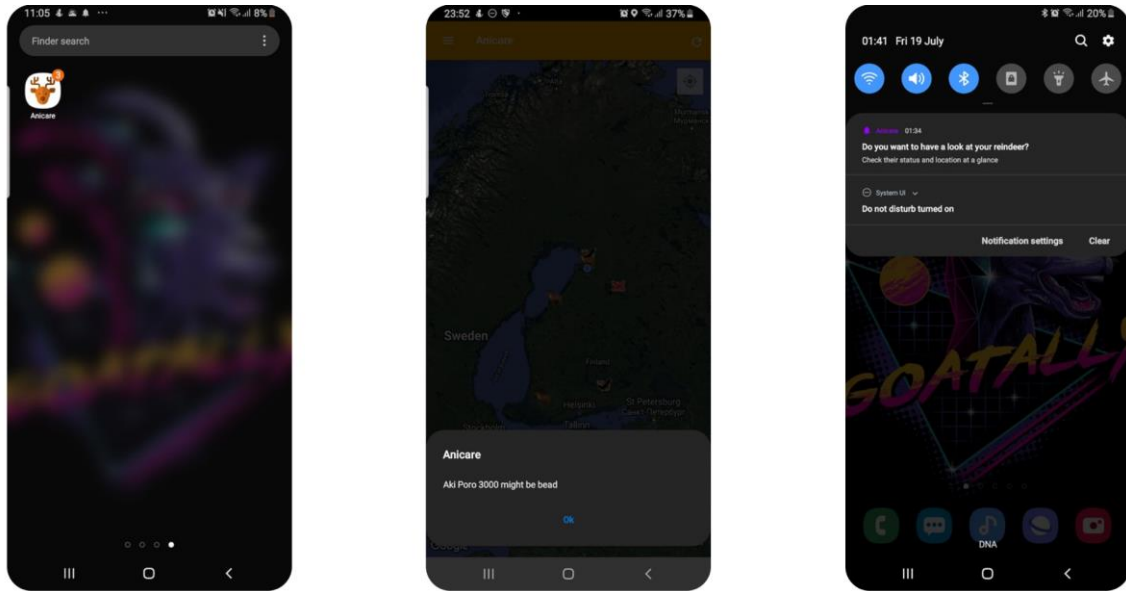 11:05
8%
Finder search
3
Anicare
GOATALLY
23:52
37%
Anicare
Sweden
Finland
Helsinki
St Petersburg
Санкт-Петербург
Stockholm
Tallinn
Anicare
Aki Poro 3000 might be bead
Ok
Google
20%
01:41 Fri 19 July
Anicare 01:34
Do you want to have a look at your reindeer?
Check their status and location at a glance
System UI
Do not disturb turned on
Notification settings Clear
GOATALLY
DNA